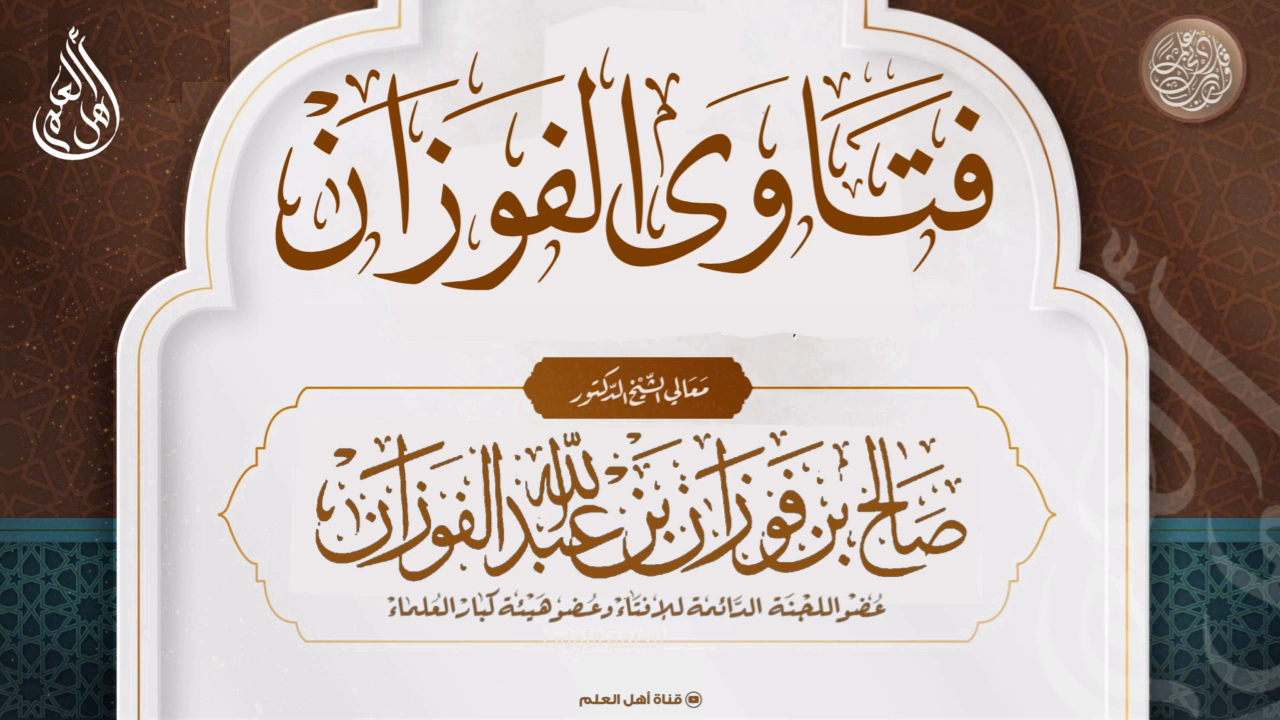 أهل العلم
فتاوى الفوزان
معالي الشيخ الدكتور
صالح بن فوزان بن عبد الله الفوزان
عضو اللجنة الدائمة للإفتاء وعضو هيئة كبار العلماء
قناة أهل العلم